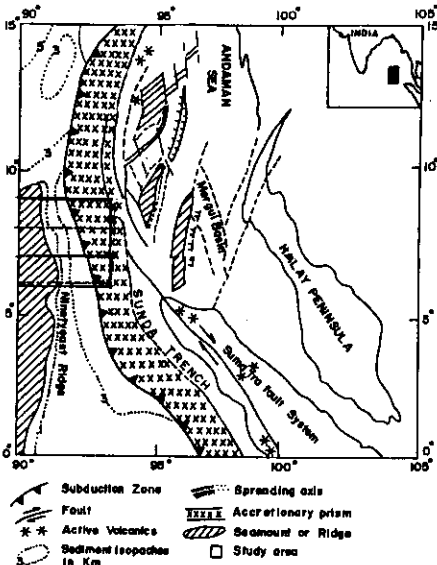 90° 95° 100° 105°
15° 15°
INDIA
ANDAMAN SEA
3
3
10° 10°
Mergui Basin
MALAY PENINSULA
Ninetyeast Ridge
SUNDA TRENCH
5° 5°
Sumatra Fault System
3
0° 0°
90° 95° 100° 105°
Subduction Zone
Spreading axis
Fault
Accretionary prism
Active Volcanics
Seamount or Ridge
Sediment Isopaches in Km
Study area